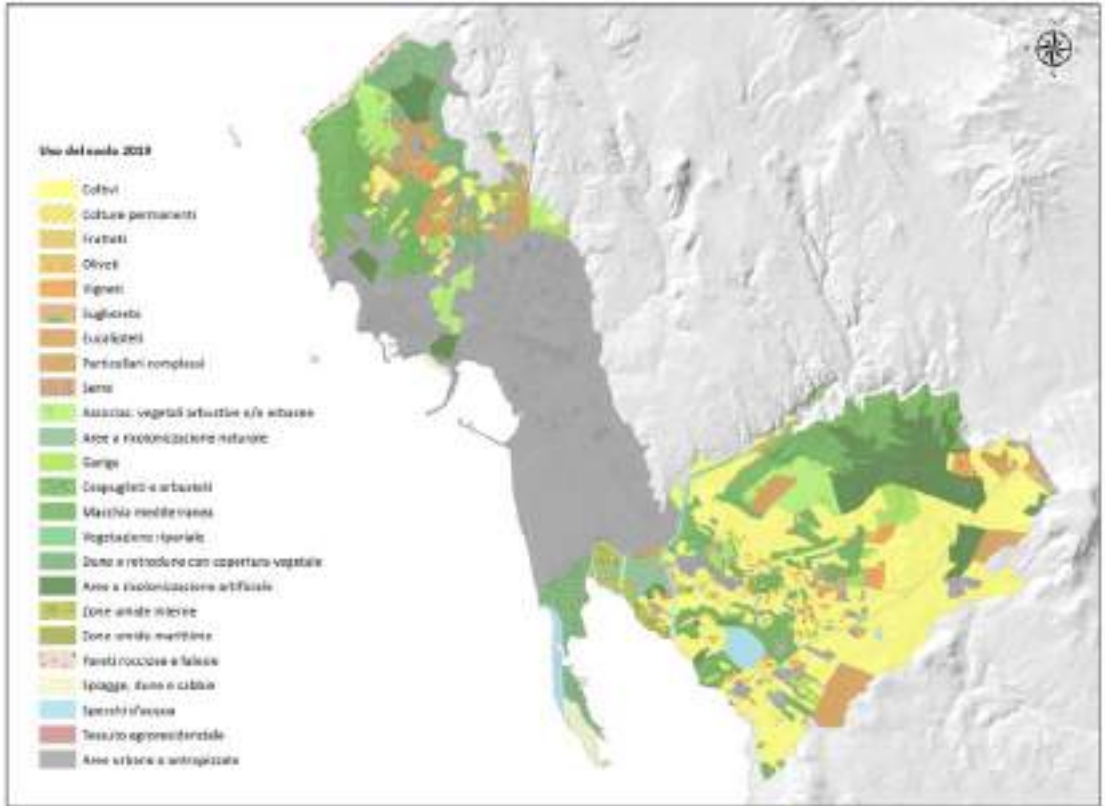 Uso del suolo 2019
Coltivi
Colture permanenti
Frutteti
Oliveti
Vigneti
Sugherete
Eucalipteti
Particellari complessi
Serre
Associaz. vegetali arbustive e/o erbacee
Aree a ricolonizzazione naturale
Gariga
Cespuglieti e arbusteti
Macchia mediterranea
Vegetazione ripariale
Dune e retrodune con copertura vegetale
Aree a ricolonizzazione artificiale
Zone umide interne
Zone umide marittime
Pareti rocciose e falesie
Spiagge, dune e sabbie
Specchi d'acqua
Tessuto agroresidenziale
Aree urbane o antropizzate